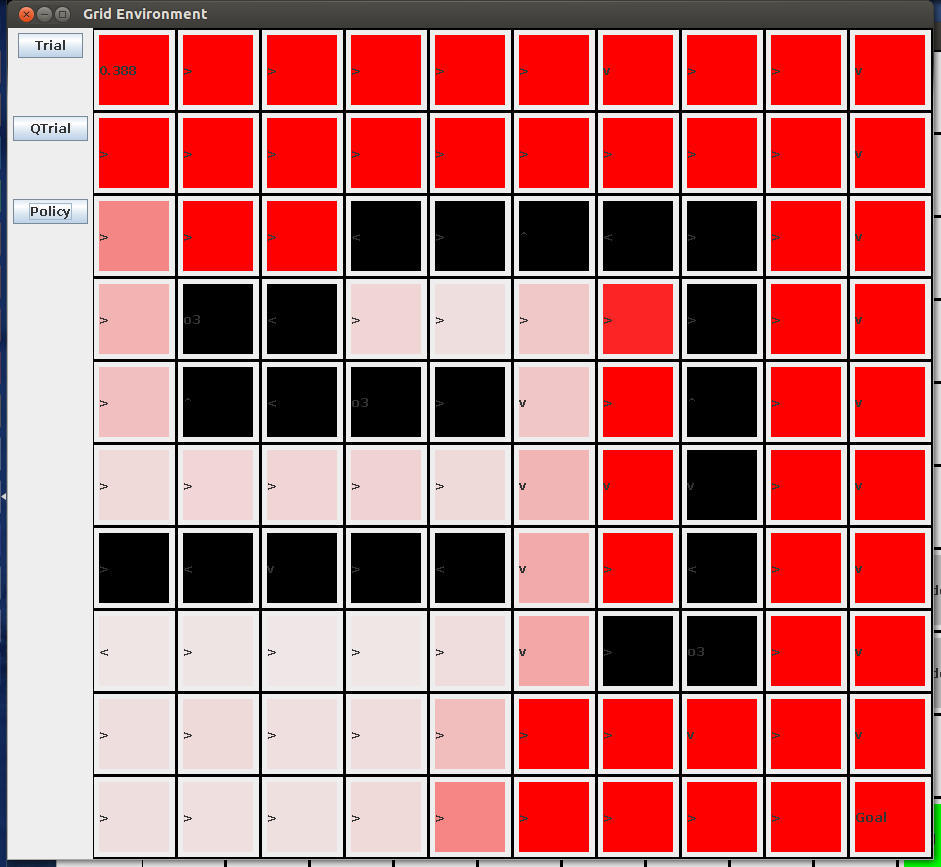 Grid Environment
Trial
0.388 > > > > > v > > v
QTrial
> > > > > > > > > v
Policy
> > > < > ^ < > > v
> o3 < > > > > > > v
> ^ < o3 > v > ^ > v
> > > > > v v v > v
> < v > < v > < > v
< > > > > v > o3 > v
> > > > > > > v > v
> > > > > > > > > Goal